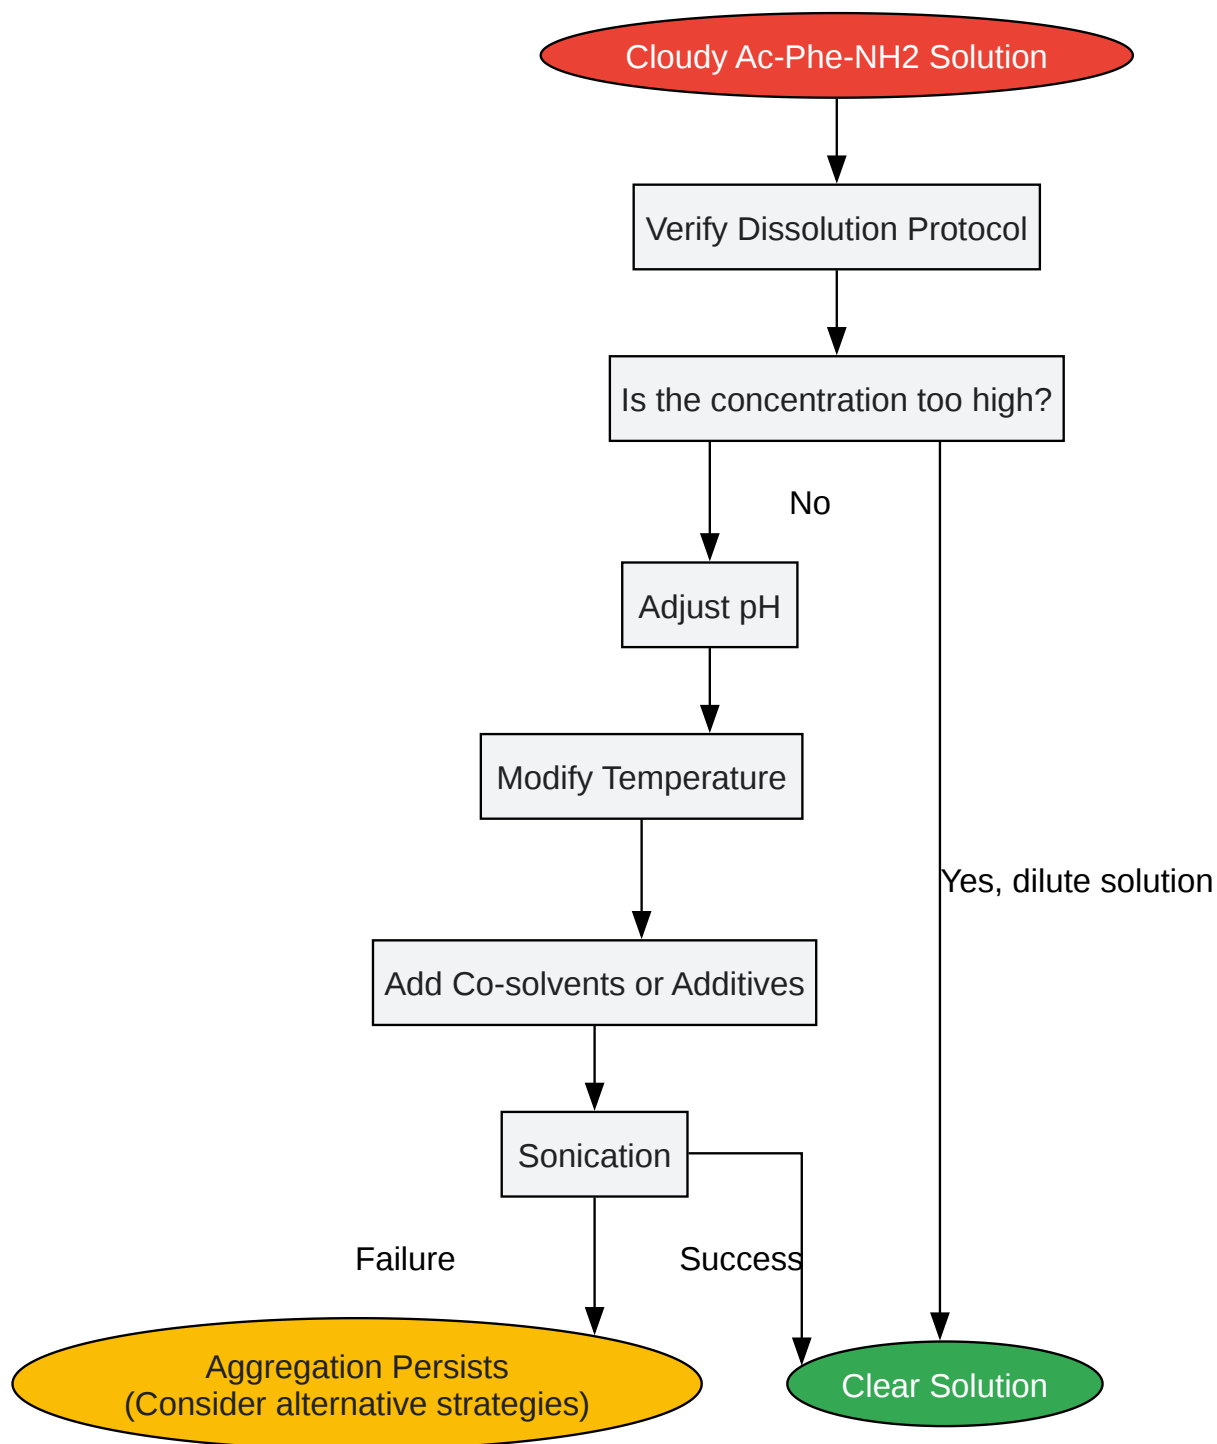 Cloudy Ac-Phe-NH2 Solution
Verify Dissolution Protocol
Is the concentration too high?
No
Adjust pH
Modify Temperature
Yes, dilute solution
Add Co-solvents or Additives
Sonication
Failure
Success
Aggregation Persists
(Consider alternative strategies)
Clear Solution